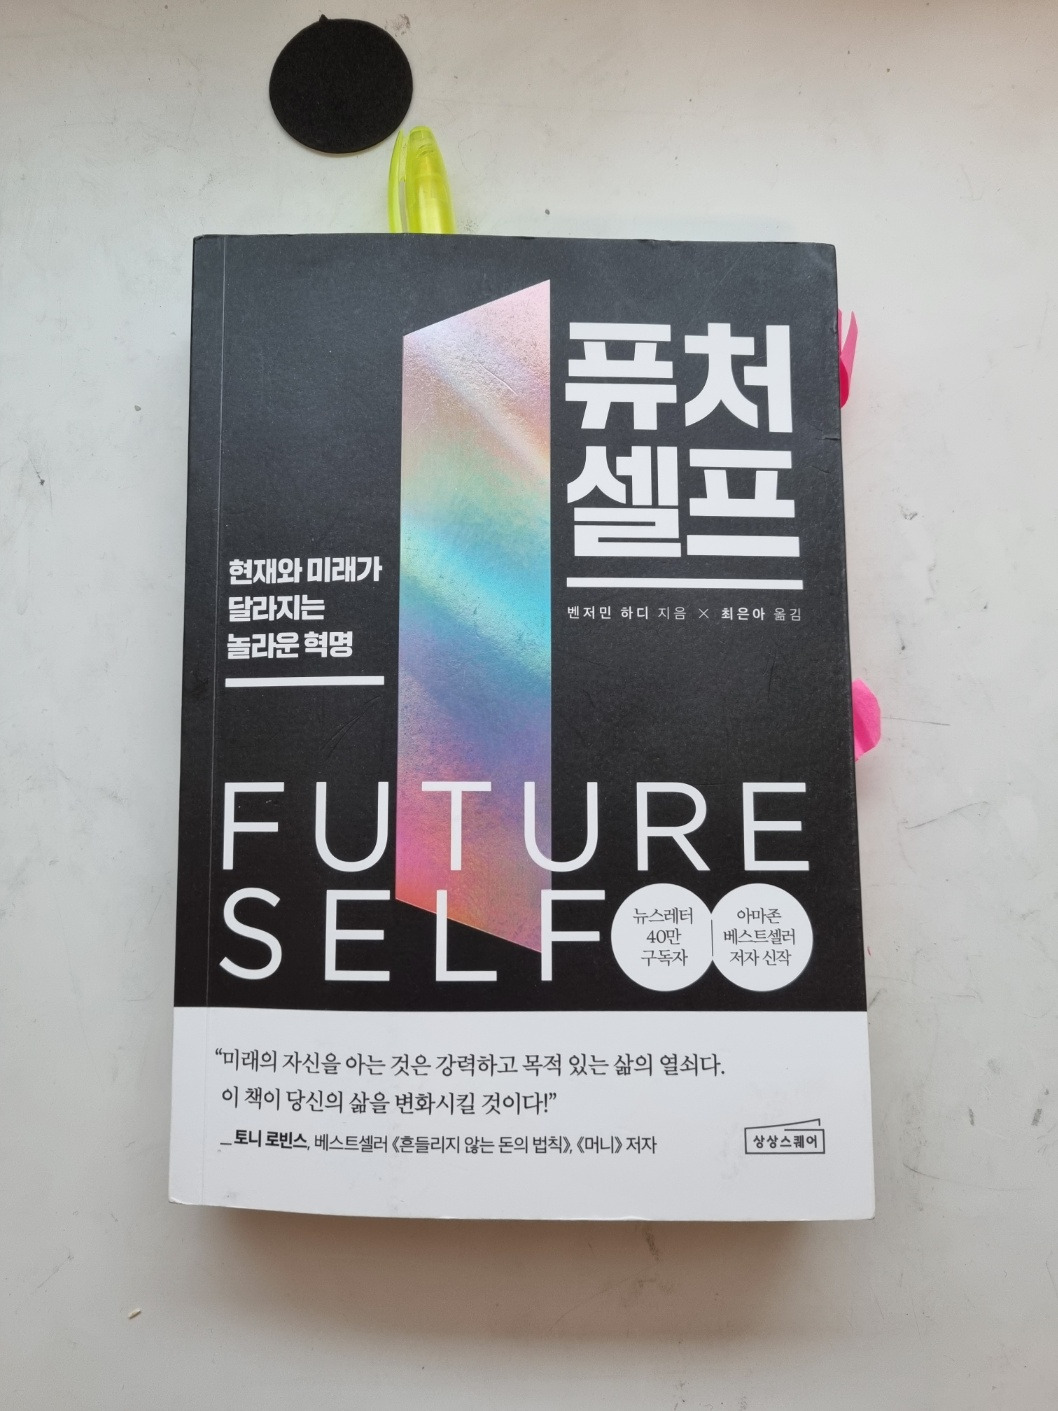 퓨처
셀프
벤저민 하디 지음 × 최은아 옮김
현재와 미래가
달라지는
놀라운 혁명
FUTURE
SELF
뉴스레터
40만
구독자
아마존
베스트셀러
저자 신작
“미래의 자신을 아는 것은 강력하고 목적 있는 삶의 열쇠다.
이 책이 당신의 삶을 변화시킬 것이다!”
_토니 로빈스, 베스트셀러 《흔들리지 않는 돈의 법칙》, 《머니》 저자
상상스퀘어